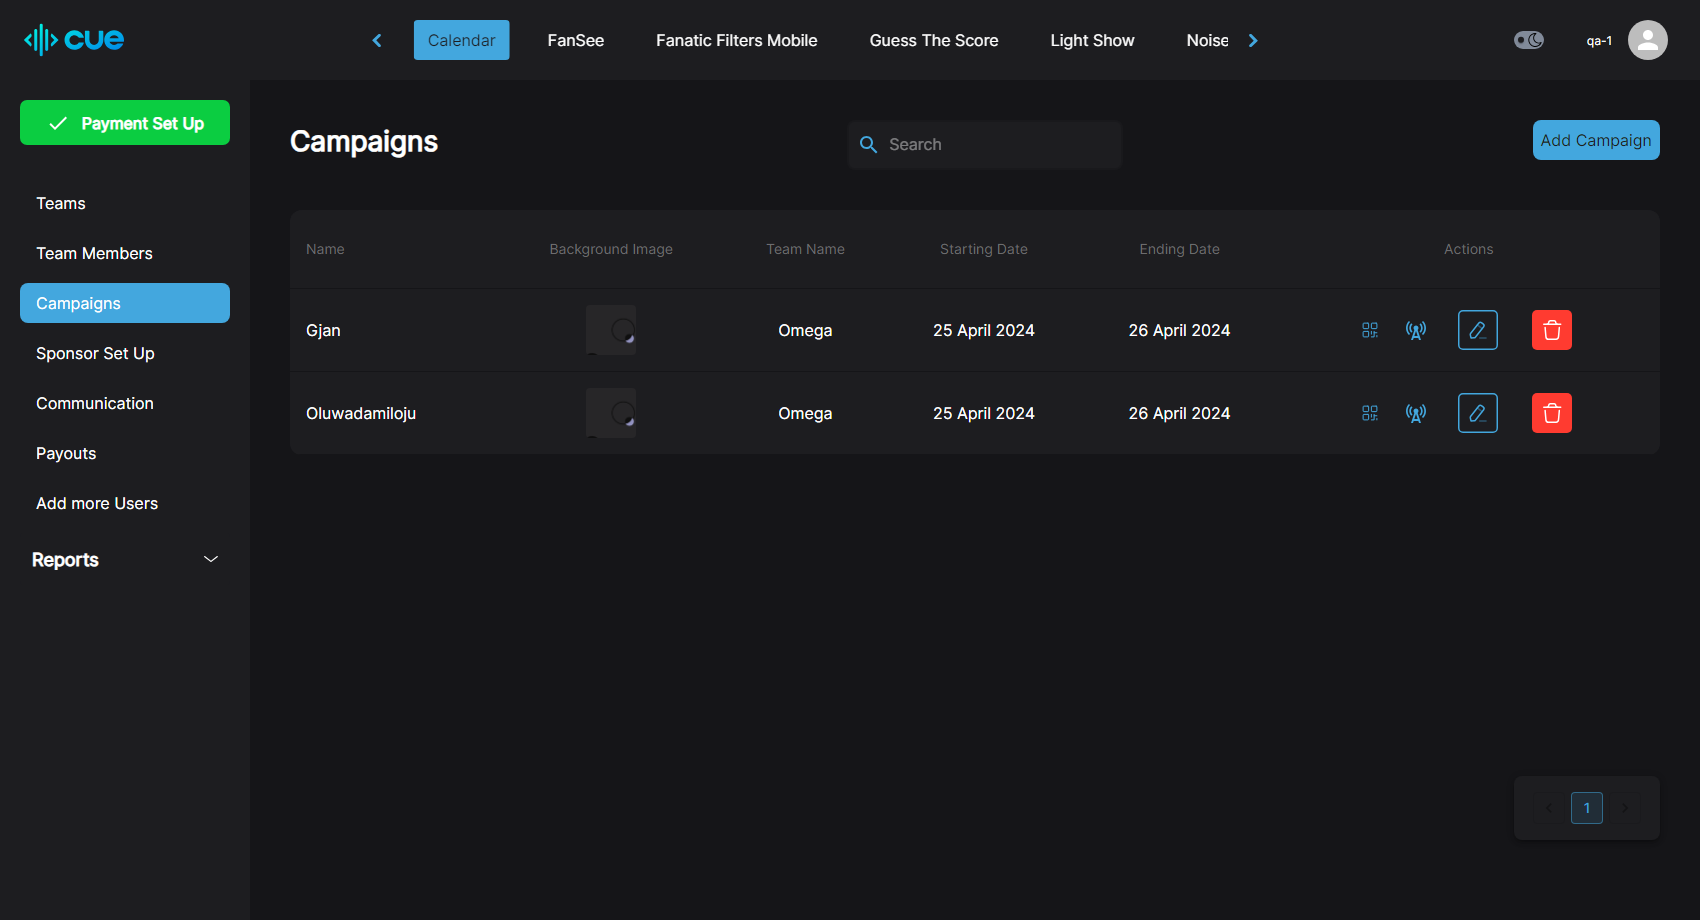 cue
Calendar FanSee Fanatic Filters Mobile Guess The Score Light Show Noise
qa-1
Payment Set Up
Teams
Team Members
Campaigns
Sponsor Set Up
Communication
Payouts
Add more Users
Reports
Campaigns
Search
Add Campaign
Name Background Image Team Name Starting Date Ending Date Actions
Gjan Omega 25 April 2024 26 April 2024
Oluwadamiloju Omega 25 April 2024 26 April 2024
1